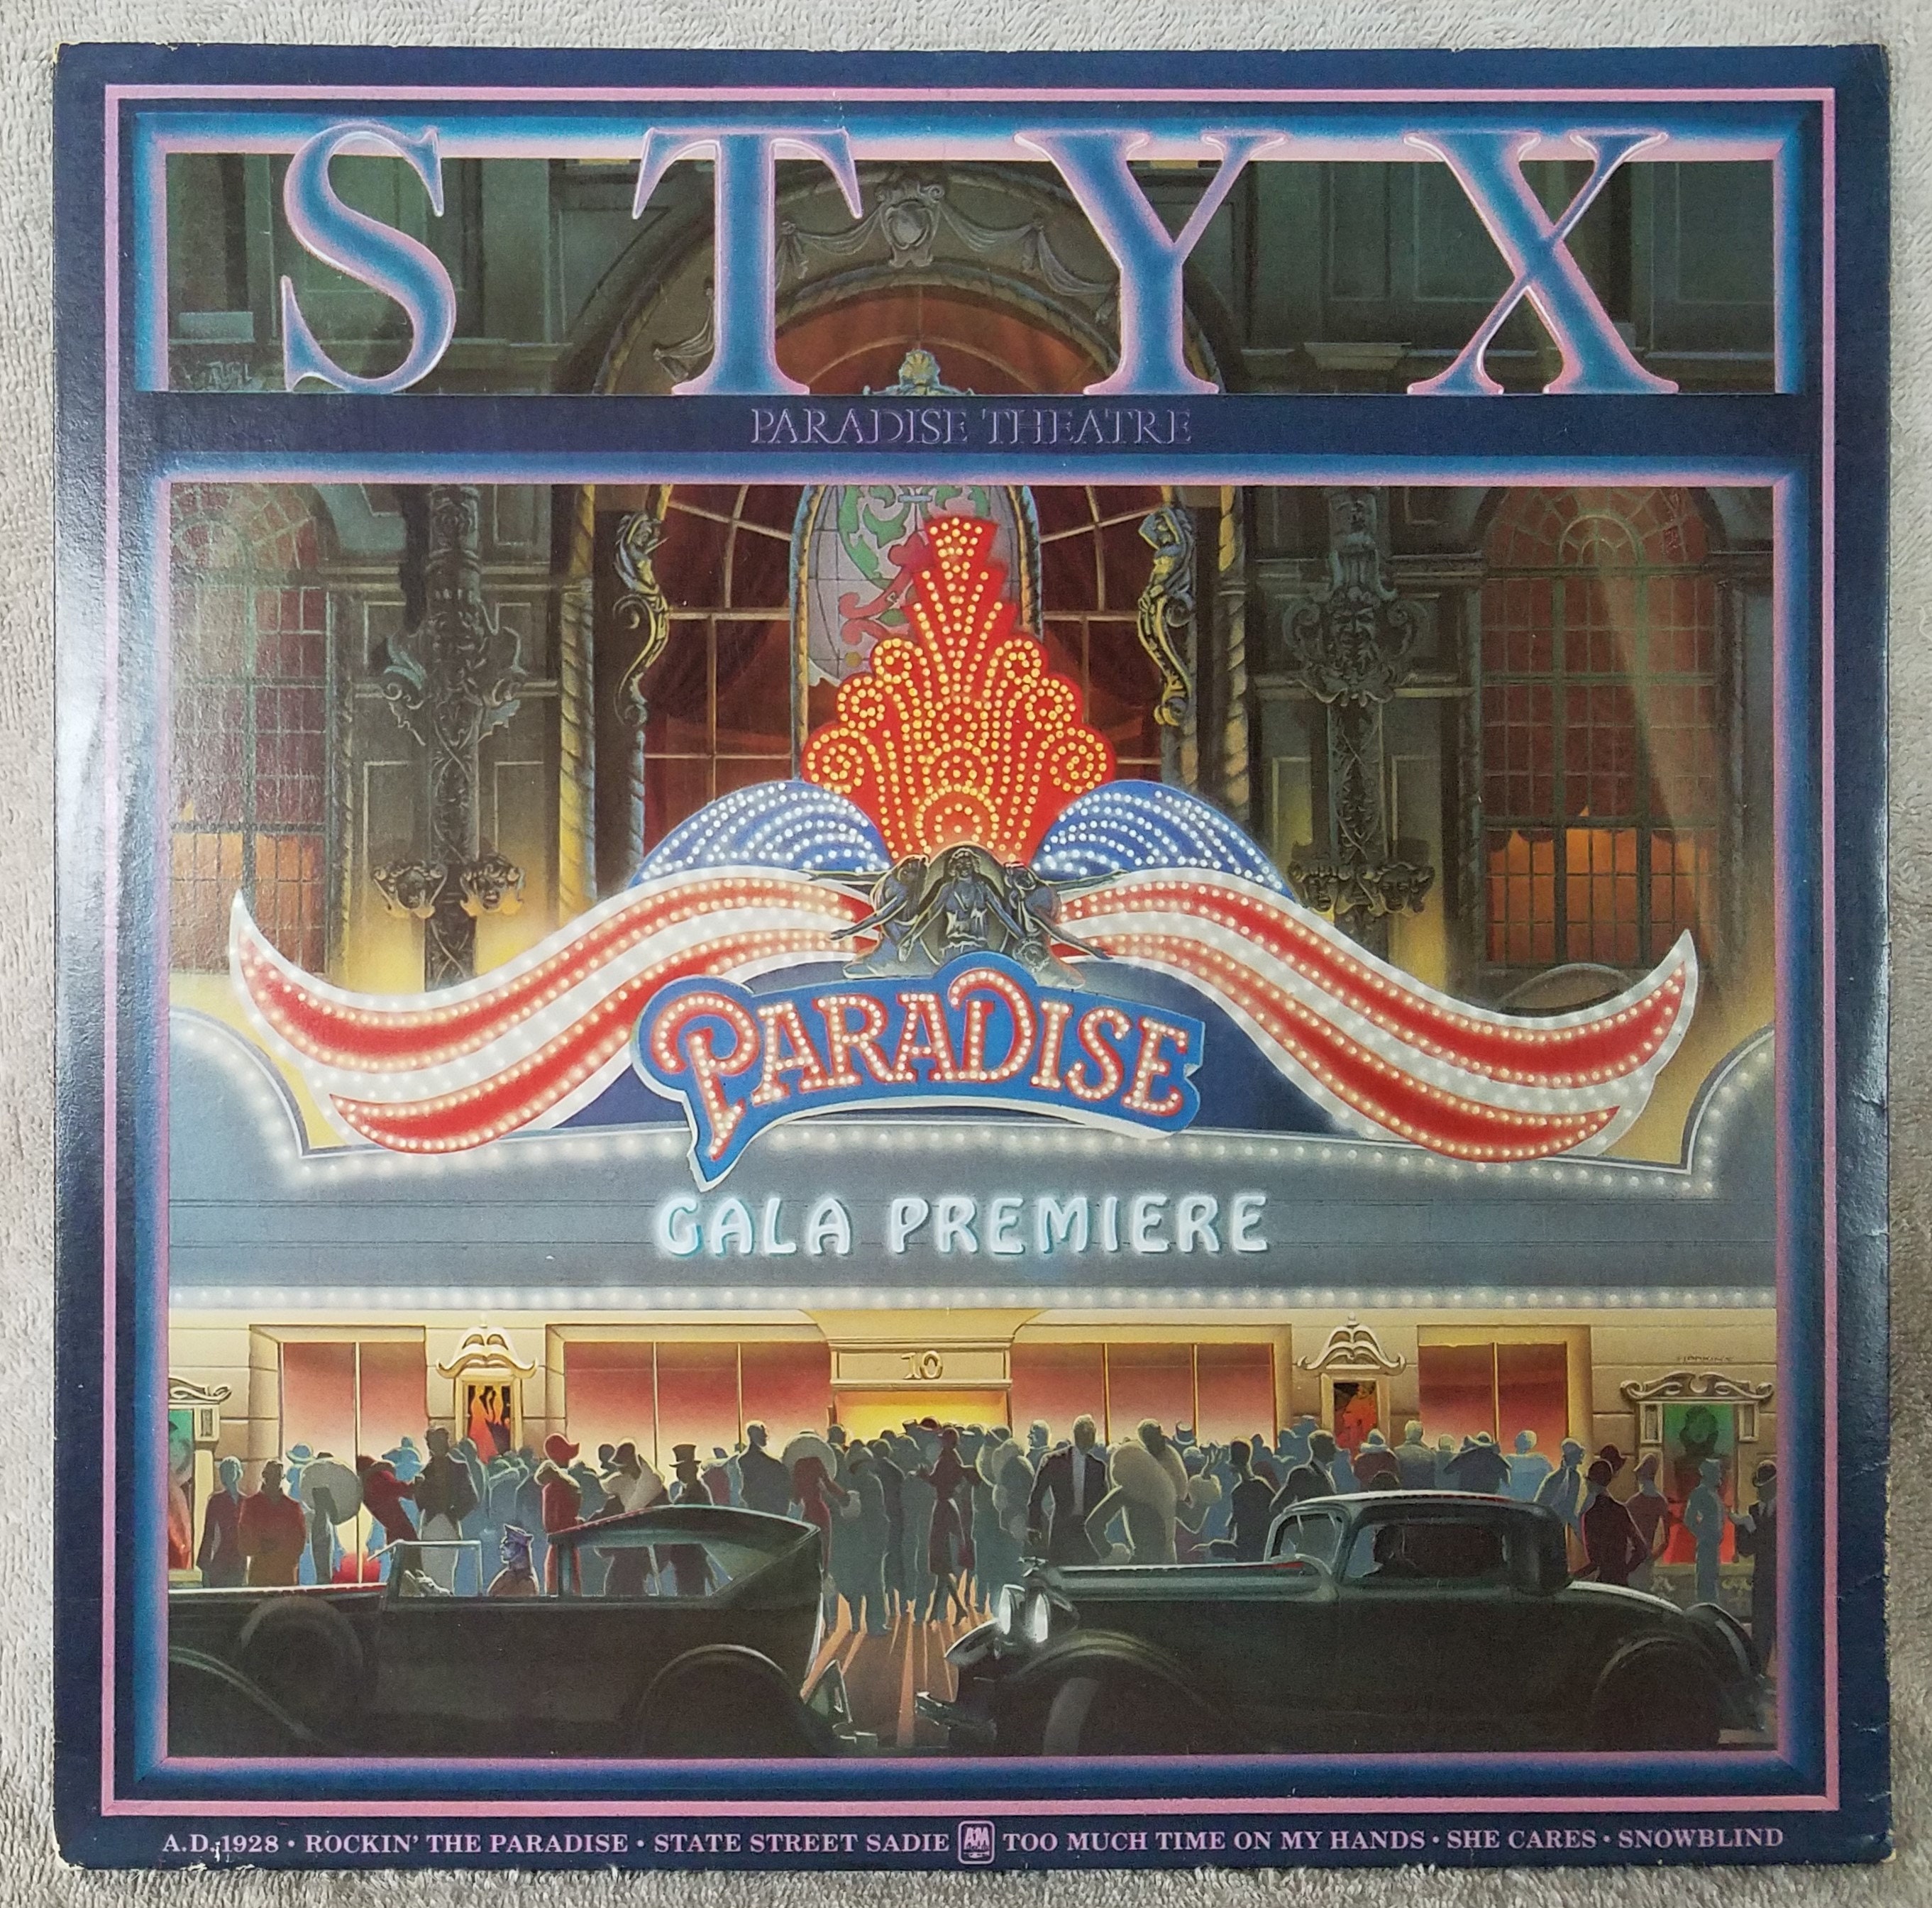 STYX
PARADISE THEATRE
PARADISE
GALA PREMIERE
10
A.D. 1928 • ROCKIN' THE PARADISE • STATE STREET SADIE A&M TOO MUCH TIME ON MY HANDS • SHE CARES • SNOWBLIND